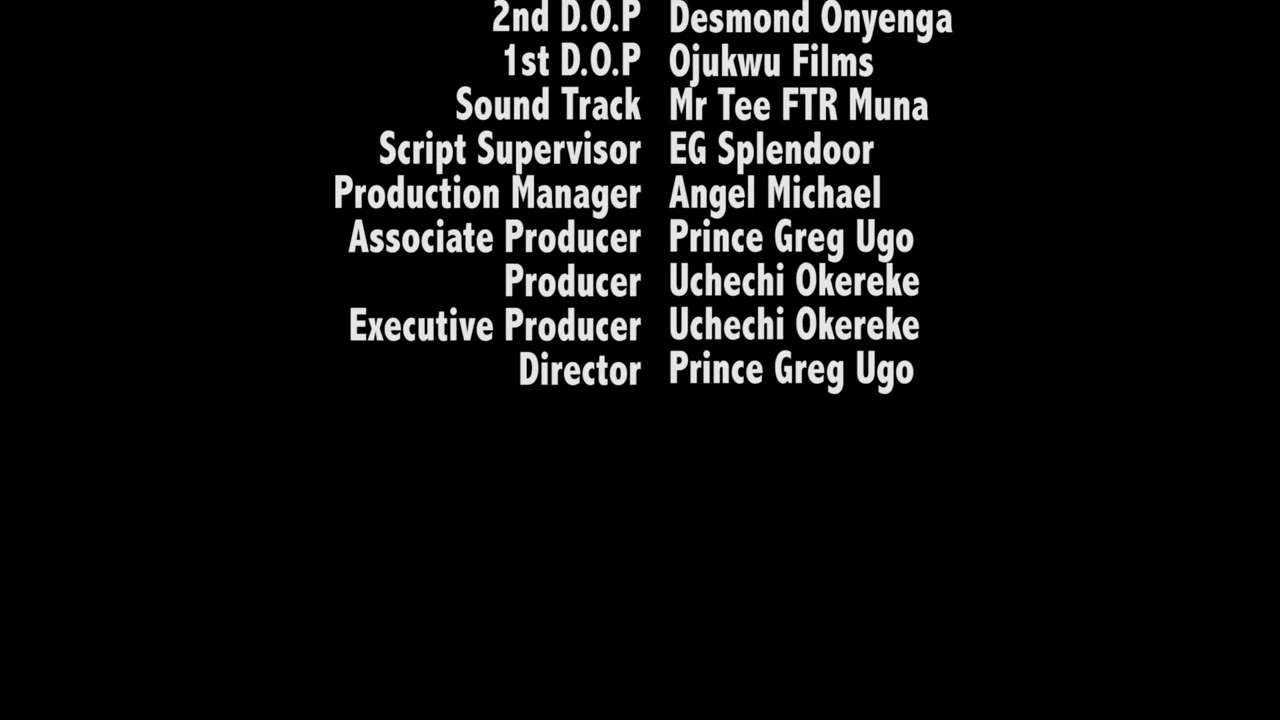 2nd D.O.P Desmond Onyenga
1st D.O.P Ojukwu Films
Sound Track Mr Tee FTR Muna
Script Supervisor EG Splendoor
Production Manager Angel Michael
Associate Producer Prince Greg Ugo
Producer Uchechi Okereke
Executive Producer Uchechi Okereke
Director Prince Greg Ugo